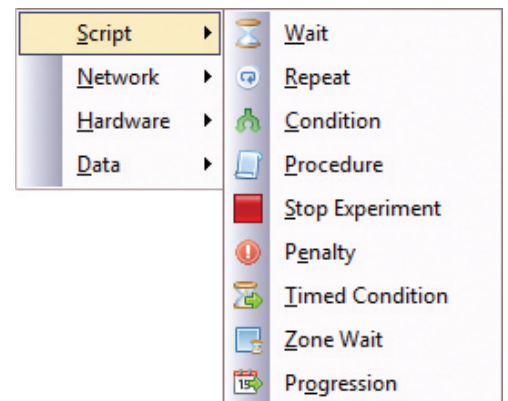 Script
Network
Hardware
Data
Wait
Repeat
Condition
Procedure
Stop Experiment
Penalty
Timed Condition
Zone Wait
Progression